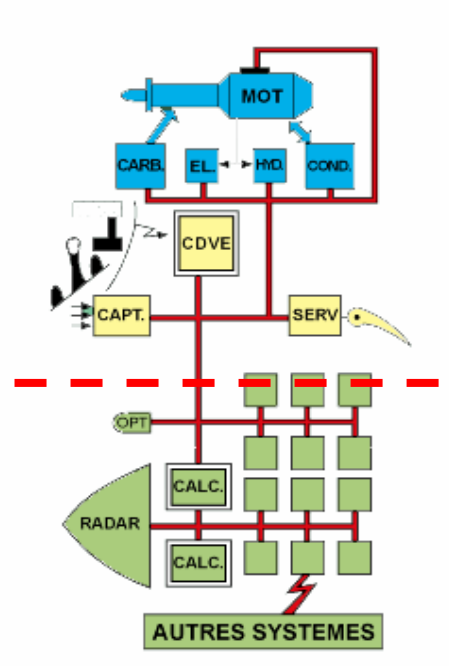 MOT
CARB.
EL.
HYD.
COND.
CDVE
CAPT.
SERV
OPT
CALC.
RADAR
CALC.
AUTRES SYSTEMES